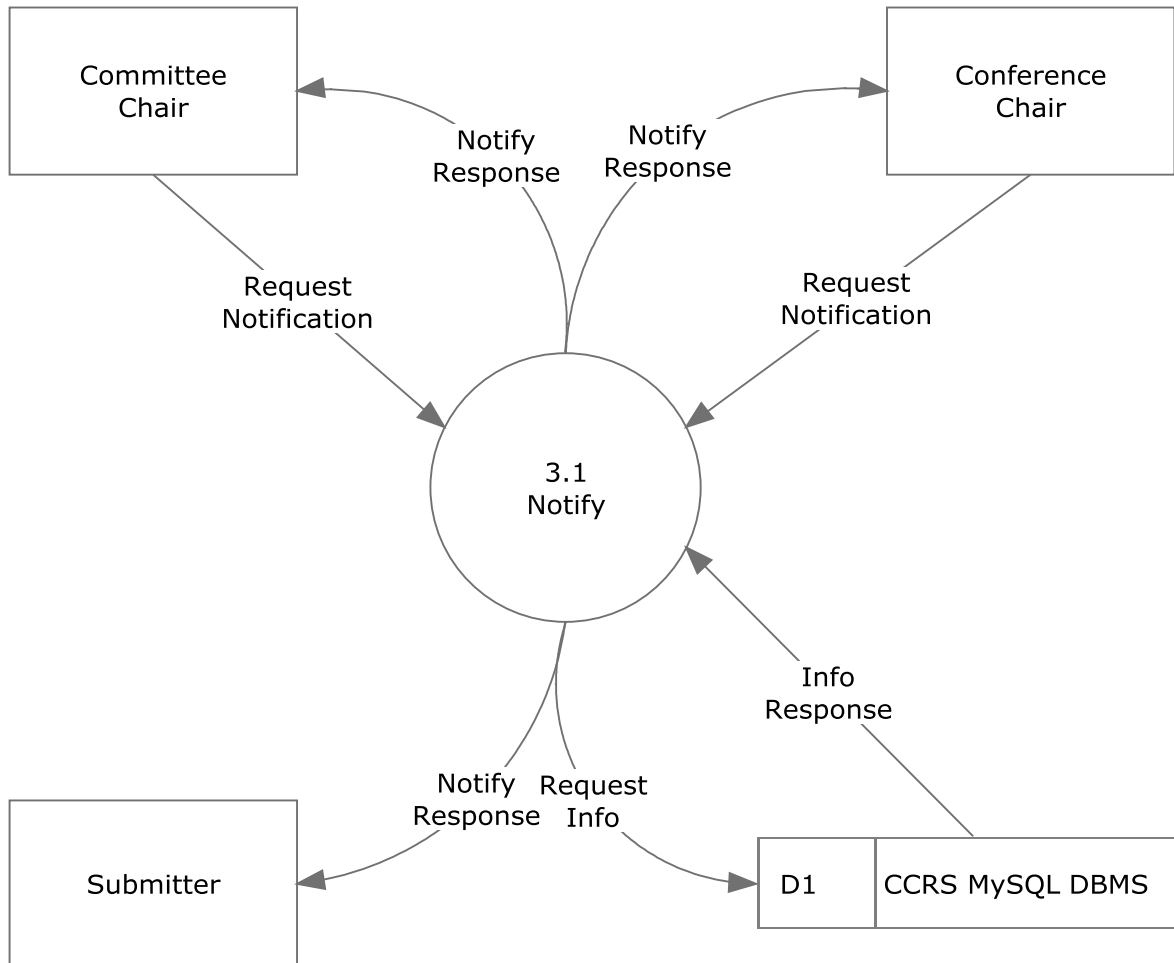 Committee
Chair
Conference
Chair
Notify
Response
Notify
Response
Request
Notification
Request
Notification
3.1
Notify
Info
Response
Notify
Response
Request
Info
Submitter
D1
CCRS MySQL DBMS